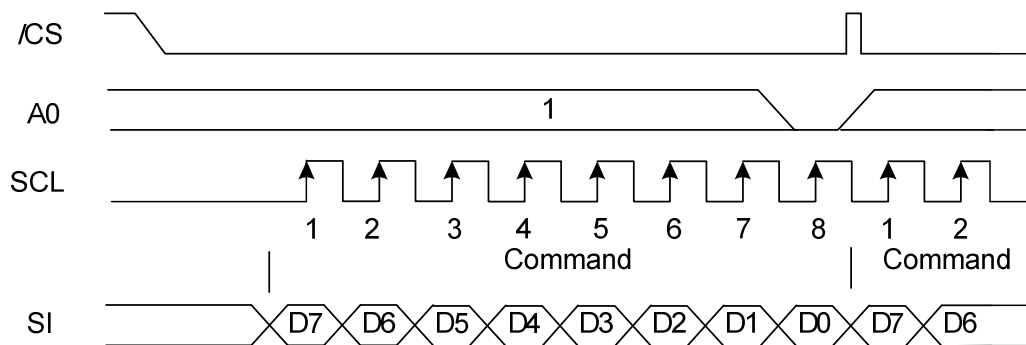 /CS
A0 1
SCL
1 2 3 4 5 6 7 8 1 2
Command Command
SI D7 D6 D5 D4 D3 D2 D1 D0 D7 D6